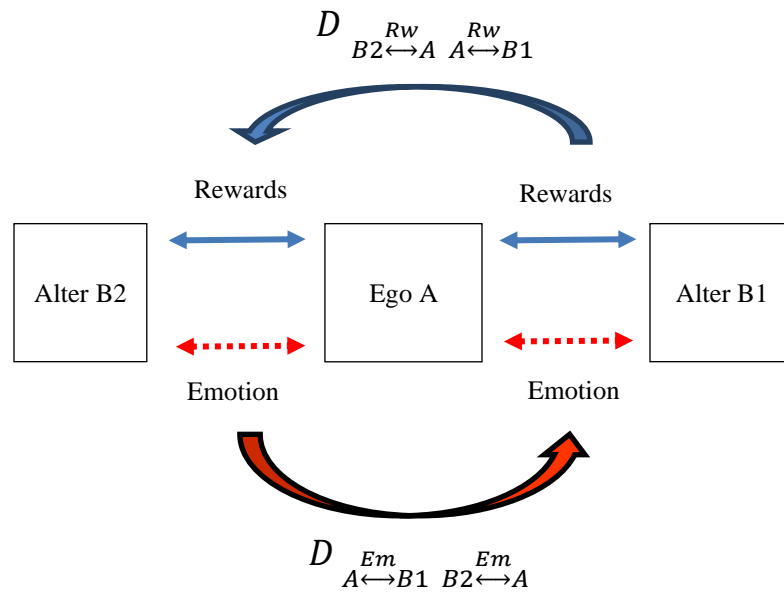 D B2 Rw⟷ A A Rw⟷ B1
Rewards Rewards
Alter B2 Ego A Alter B1
Emotion Emotion
D A Em⟷ B1 B2 Em⟷ A